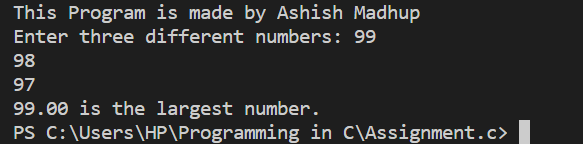 This Program is made by Ashish Madhup
Enter three different numbers: 99
98
97
99.00 is the largest number.
PS C:\Users\HP\Programming in C\Assignment.c>